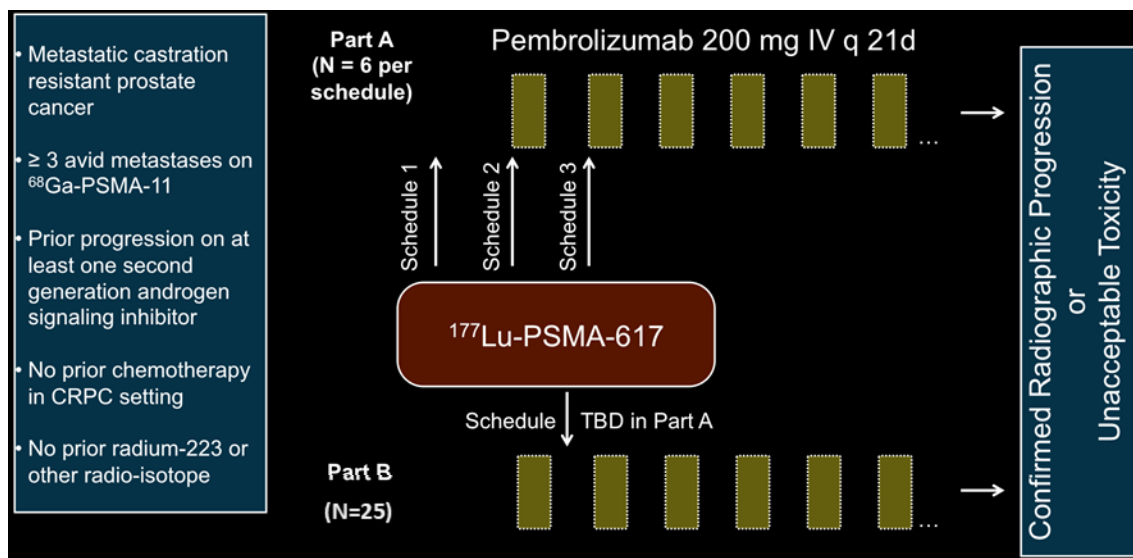 • Metastatic castration
resistant prostate
cancer
• ≥ 3 avid metastases on
⁶⁸Ga-PSMA-11
• Prior progression on at
least one second
generation androgen
signaling inhibitor
• No prior chemotherapy
in CRPC setting
• No prior radium-223 or
other radio-isotope
Part A
(N = 6 per
schedule)
Pembrolizumab 200 mg IV q 21d
...
Schedule 1
Schedule 2
Schedule 3
¹⁷⁷Lu-PSMA-617
Schedule TBD in Part A
Part B
(N=25)
...
Confirmed Radiographic Progression
or
Unacceptable Toxicity